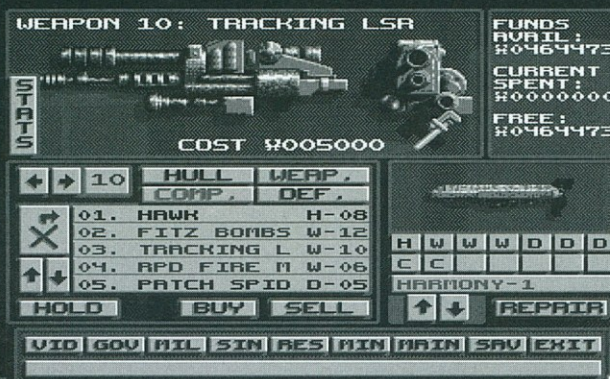 WEAPON 10: TRACKING LSR
STATS
COST 005000
FUNDS
AVAIL:
0464473
CURRENT
SPENT:
0000000
FREE:
0464473
10
HULL WEAP.
COMP. DEF.
01. HAWK H-08
02. FITZ BOMBS W-12
03. TRACKING L W-10
04. RPD FIRE M W-06
05. PATCH SPID D-05
HOLD BUY SELL
H W W W D D D
C C
HARMONY-1
REPAIR
VID GOV MIL SIN RES MIN MAIN SAV EXIT